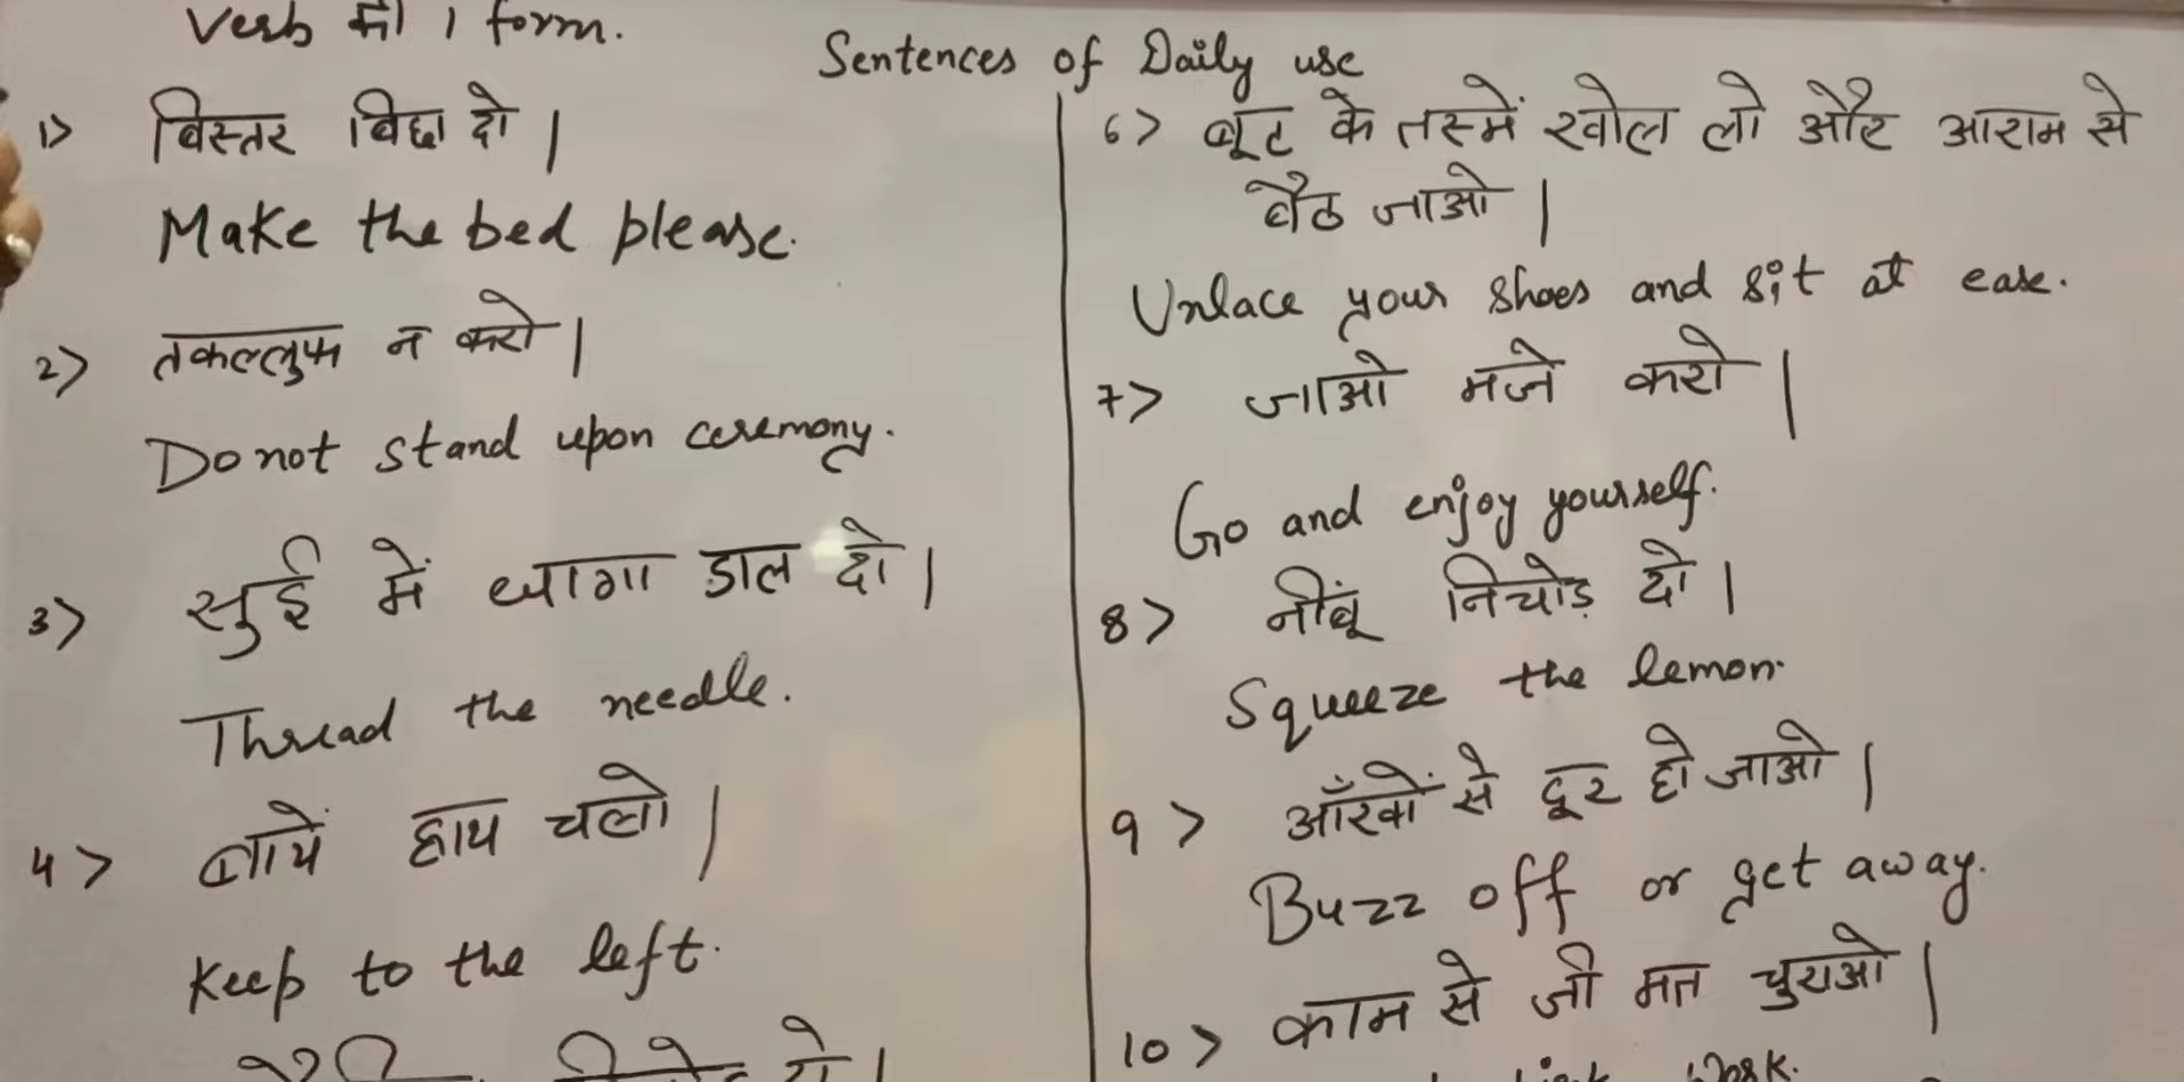 Verb की 1 form.
Sentences of Daily use
1> बिस्तर बिछा दो |
Make the bed please.
2> तकल्लुफ न करो |
Do not stand upon ceremony.
3> सुई में धागा डाल दो |
Thread the needle.
4> बायें हाथ चलो |
Keep to the left.
दो |
6> बूट के तस्में खोल लो और आराम से
बैठ जाओ |
Unlace your shoes and sit at ease.
7> जाओ मजे करो |
Go and enjoy yourself.
8> नींबू निचोड़ दो |
Squeeze the lemon.
9> आँखों से दूर हो जाओ |
Buzz off or get away.
10> काम से जी मत चुराओ |
work.